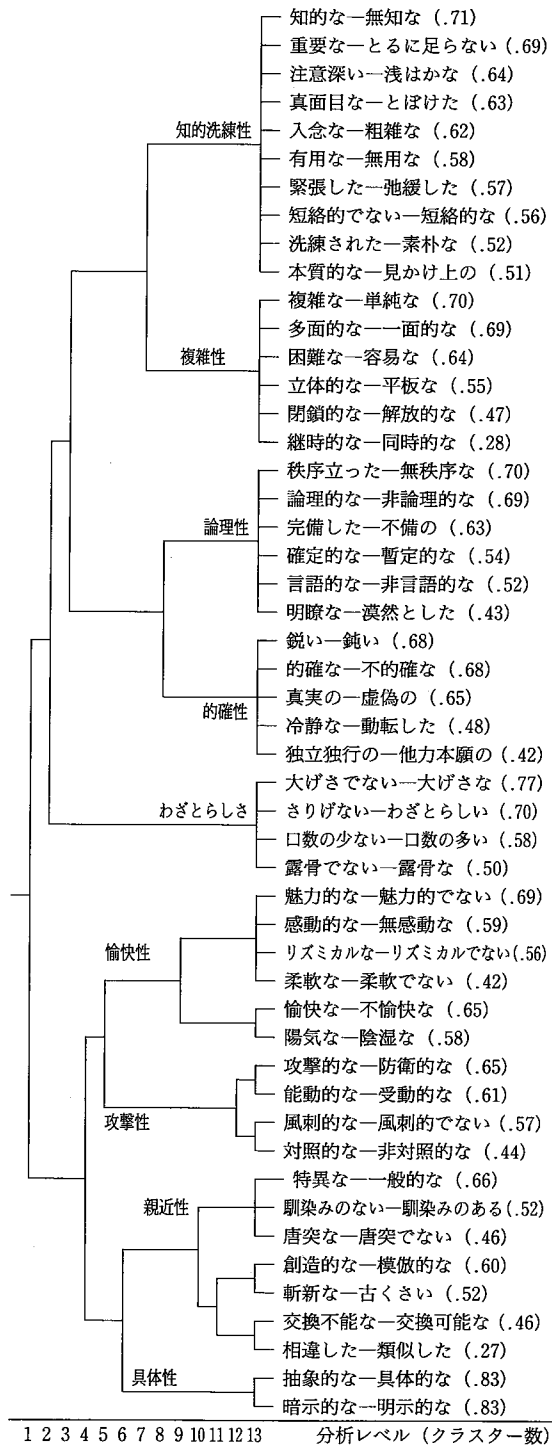 知的な―無知な (.71)
重要な―とるに足らない (.69)
注意深い―浅はかな (.64)
真面目な―とぼけた (.63)
知的洗練性 入念な―粗雑な (.62)
有用な―無用な (.58)
緊張した―弛緩した (.57)
短絡的でない―短絡的な (.56)
洗練された―素朴な (.52)
本質的な―見かけ上の (.51)
複雑な―単純な (.70)
多面的な―一面的な (.69)
複雑性 困難な―容易な (.64)
立体的な―平板な (.55)
閉鎖的な―解放的な (.47)
継時的な―同時的な (.28)
秩序立った―無秩序な (.70)
論理的な―非論理的な (.69)
論理性 完備した―不備の (.63)
確定的な―暫定的な (.54)
言語的な―非言語的な (.52)
明瞭な―漠然とした (.43)
鋭い―鈍い (.68)
的確な―不的確な (.68)
真実の―虚偽の (.65)
的確性 冷静な―動転した (.48)
独立独行の―他力本願の (.42)
大げさでない―大げさな (.77)
わざとらしさ さりげない―わざとらしい (.70)
口数の少ない―口数の多い (.58)
露骨でない―露骨な (.50)
魅力的な―魅力的でない (.69)
感動的な―無感動な (.59)
愉快性 リズミカルな―リズミカルでない (.56)
柔軟な―柔軟でない (.42)
愉快な―不愉快な (.65)
陽気な―陰湿な (.58)
攻撃的な―防衛的な (.65)
能動的な―受動的な (.61)
攻撃性 風刺的な―風刺的でない (.57)
対照的な―非対照的な (.44)
特異な―一般的な (.66)
親近性 馴染みのない―馴染みのある (.52)
唐突な―唐突でない (.46)
創造的な―模倣的な (.60)
斬新な―古くさい (.52)
交換不能な―交換可能な (.46)
相違した―類似した (.27)
具体性 抽象的な―具体的な (.83)
暗示的な―明示的な (.83)
1 2 3 4 5 6 7 8 9 10 11 12 13 分析レベル (クラスター数)